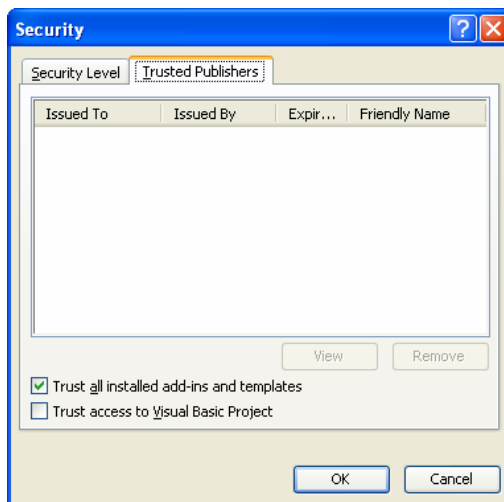 Security
Security Level Trusted Publishers
Issued To Issued By Expir... Friendly Name
View Remove
Trust all installed add-ins and templates
Trust access to Visual Basic Project
OK Cancel